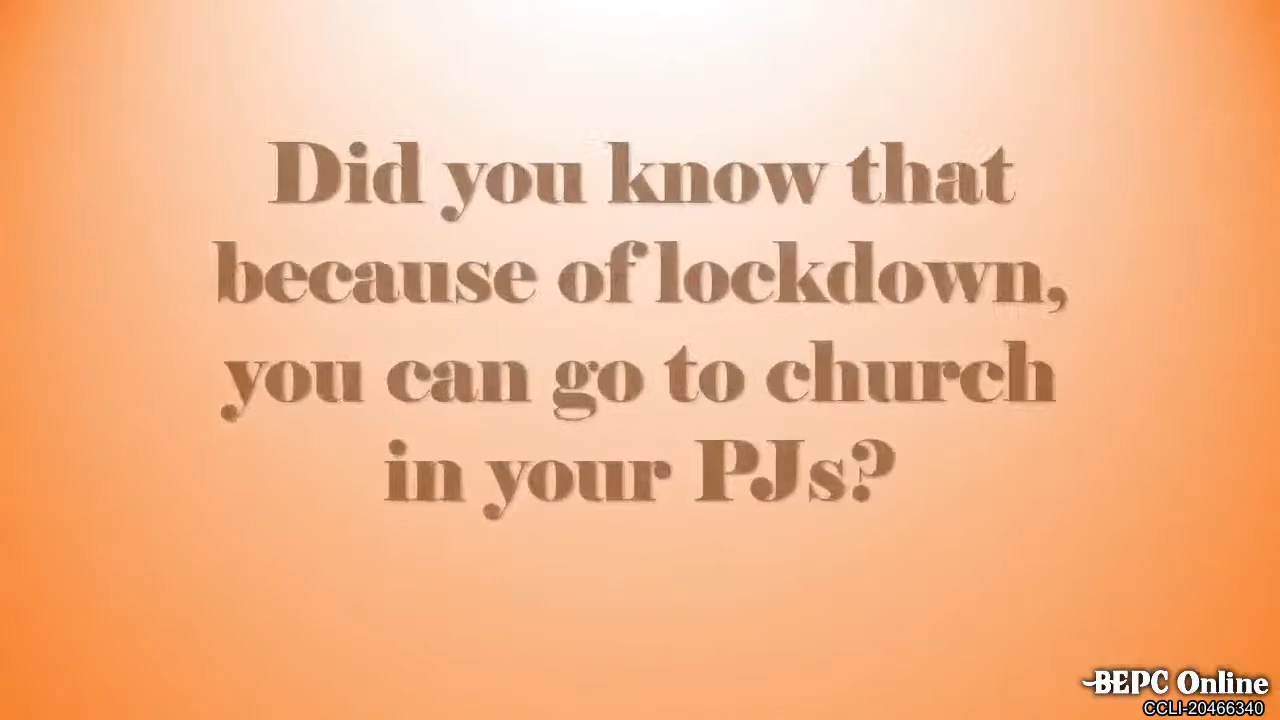 Did you know that
because of lockdown,
you can go to church
in your PJs?
BEPC Online
CCLI-20466340